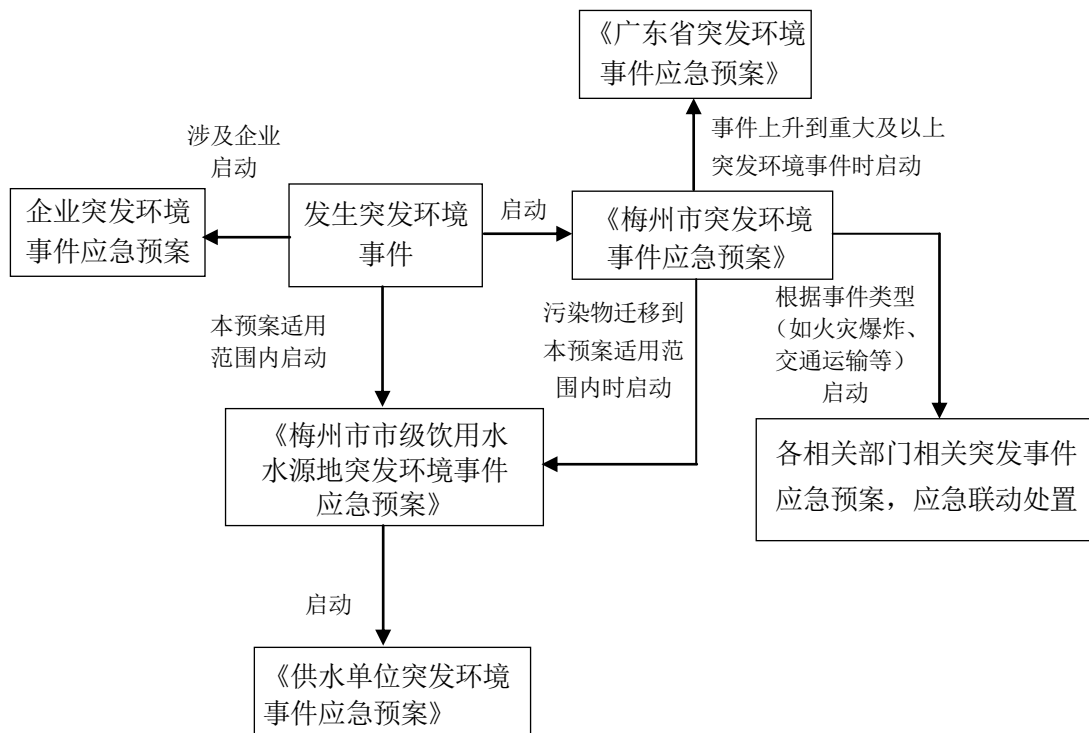 《广东省突发环境
事件应急预案》
涉及企业
启动
事件上升到重大及以上
突发环境事件时启动
企业突发环境
事件应急预案
发生突发环境
事件
启动
《梅州市突发环境
事件应急预案》
本预案适用
范围内启动
污染物迁移到
本预案适用范
围内时启动
根据事件类型
（如火灾爆炸、
交通运输等）
启动
《梅州市市级饮用水
水源地突发环境事件
应急预案》
各相关部门相关突发事件
应急预案，应急联动处置
启动
《供水单位突发环境
事件应急预案》